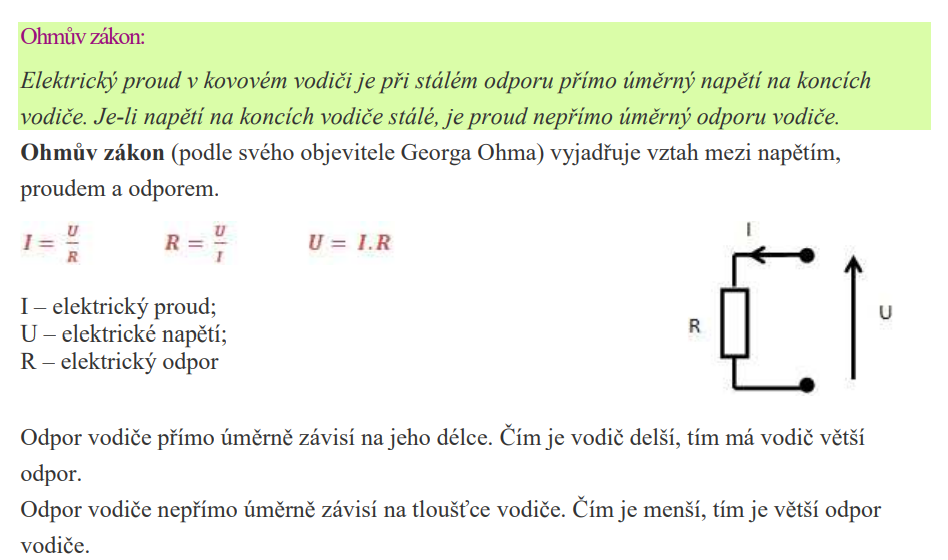 Ohmův zákon:
Elektrický proud v kovovém vodiči je při stálém odporu přímo úměrný napětí na koncích
vodiče. Je-li napětí na koncích vodiče stálé, je proud nepřímo úměrný odporu vodiče.
Ohmův zákon (podle svého objevitele Georga Ohma) vyjadřuje vztah mezi napětím,
proudem a odporem.
I = U/R R = U/I U = I.R
I
R
U
I – elektrický proud;
U – elektrické napětí;
R – elektrický odpor
Odpor vodiče přímo úměrně závisí na jeho délce. Čím je vodič delší, tím má vodič větší
odpor.
Odpor vodiče nepřímo úměrně závisí na tloušťce vodiče. Čím je menší, tím je větší odpor
vodiče.